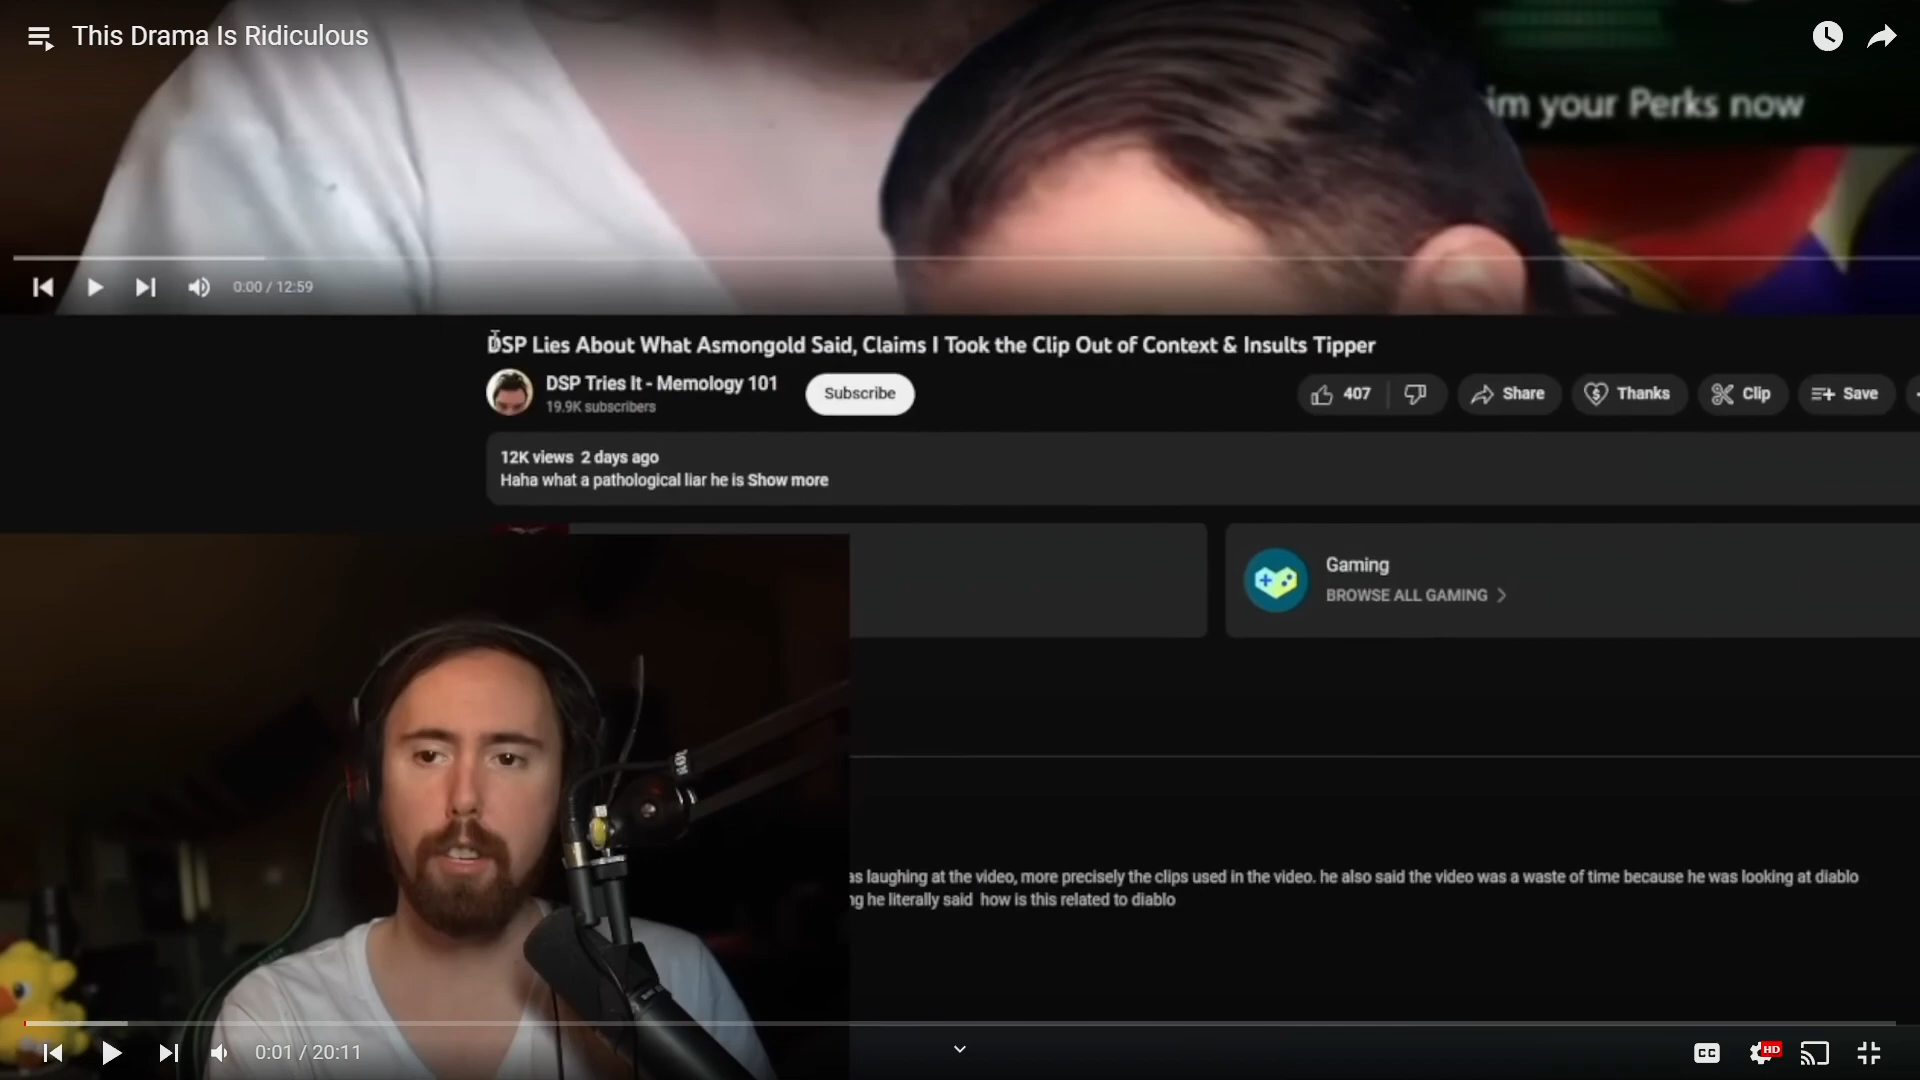 This Drama Is Ridiculous
im your Perks now
0:00 / 12:59
DSP Lies About What Asmongold Said, Claims I Took the Clip Out of Context & Insults Tipper
DSP Tries It - Memology 101
19.9K subscribers
Subscribe
407
Share
Thanks
Clip
Save
12K views 2 days ago
Haha what a pathological liar he is Show more
Gaming
BROWSE ALL GAMING
as laughing at the video, more precisely the clips used in the video. he also said the video was a waste of time because he was looking at diablo
ng he literally said how is this related to diablo
0:01 / 20:11
CC
HD